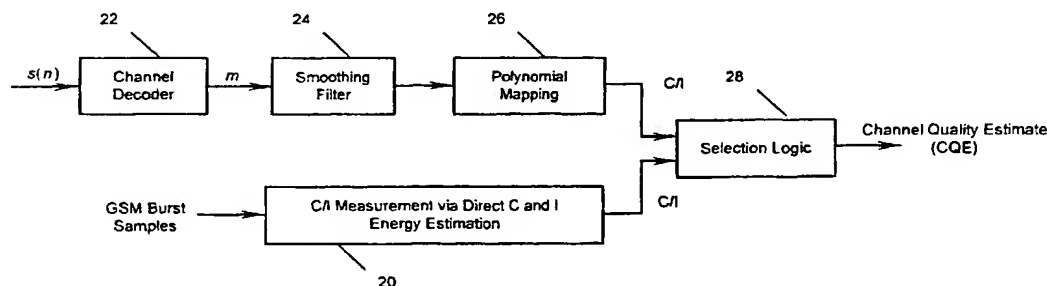 22
24
26
s(n)
Channel
Decoder
m
Smoothing
Filter
Polynomial
Mapping
C/I
28
Selection Logic
Channel Quality Estimate
(CQE)
GSM Burst
Samples
C/I Measurement via Direct C and I
Energy Estimation
C/I
20